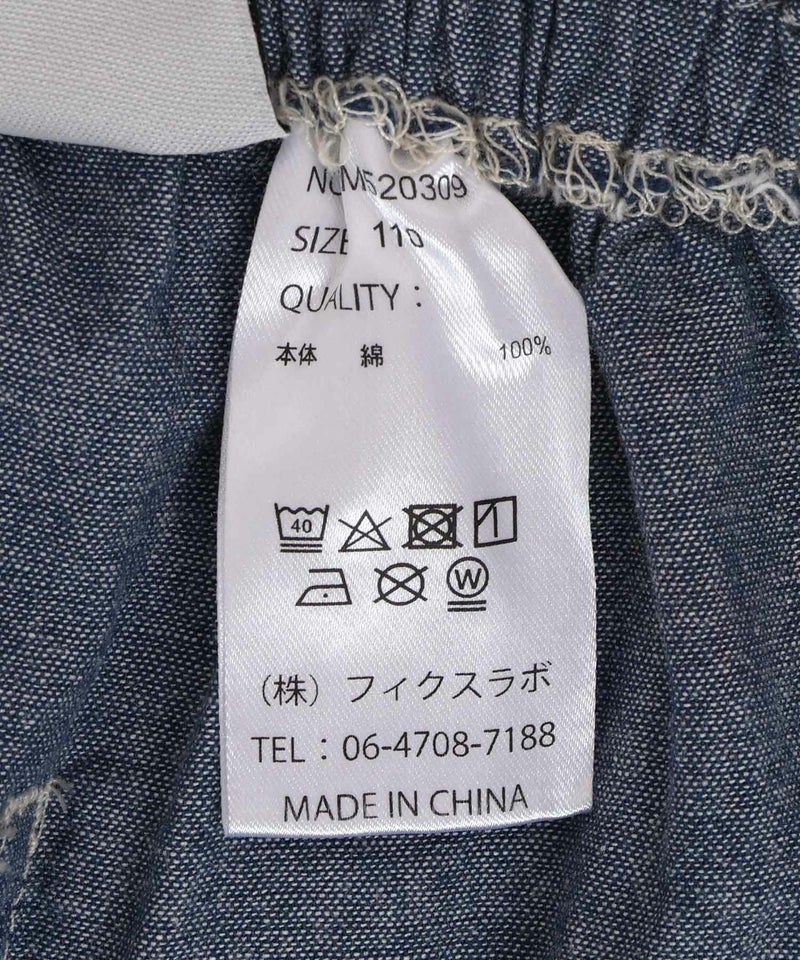 SIZE 110
QUALITY：
本体 綿 100%
40
W
（株）フィクスラボ
TEL：06-4708-7188
MADE IN CHINA